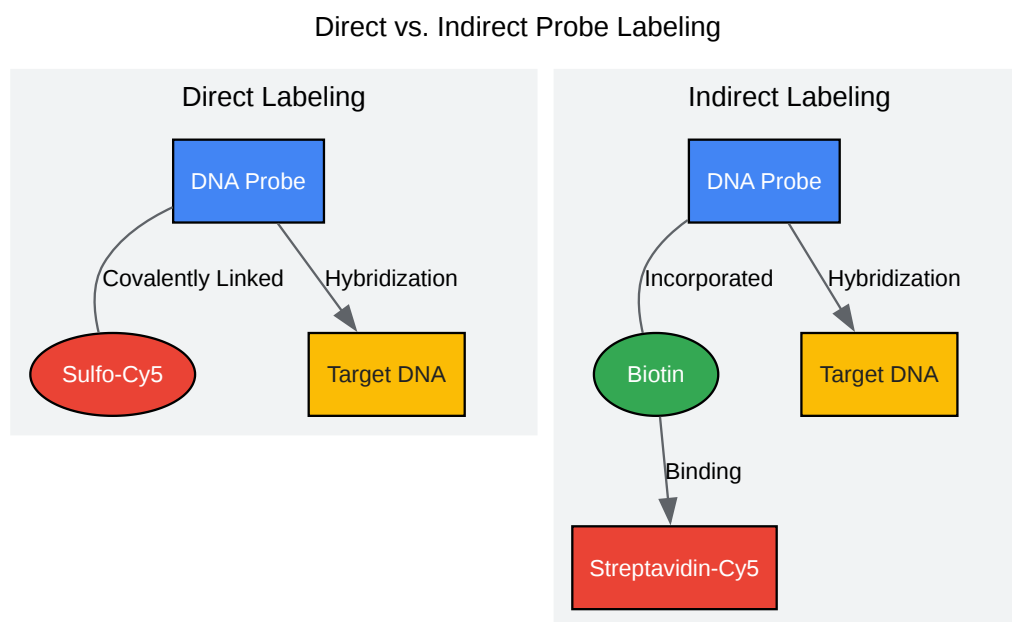 Direct vs. Indirect Probe Labeling
Direct Labeling
DNA Probe
Covalently Linked
Hybridization
Sulfo-Cy5
Target DNA
Indirect Labeling
DNA Probe
Incorporated
Hybridization
Biotin
Target DNA
Binding
Streptavidin-Cy5